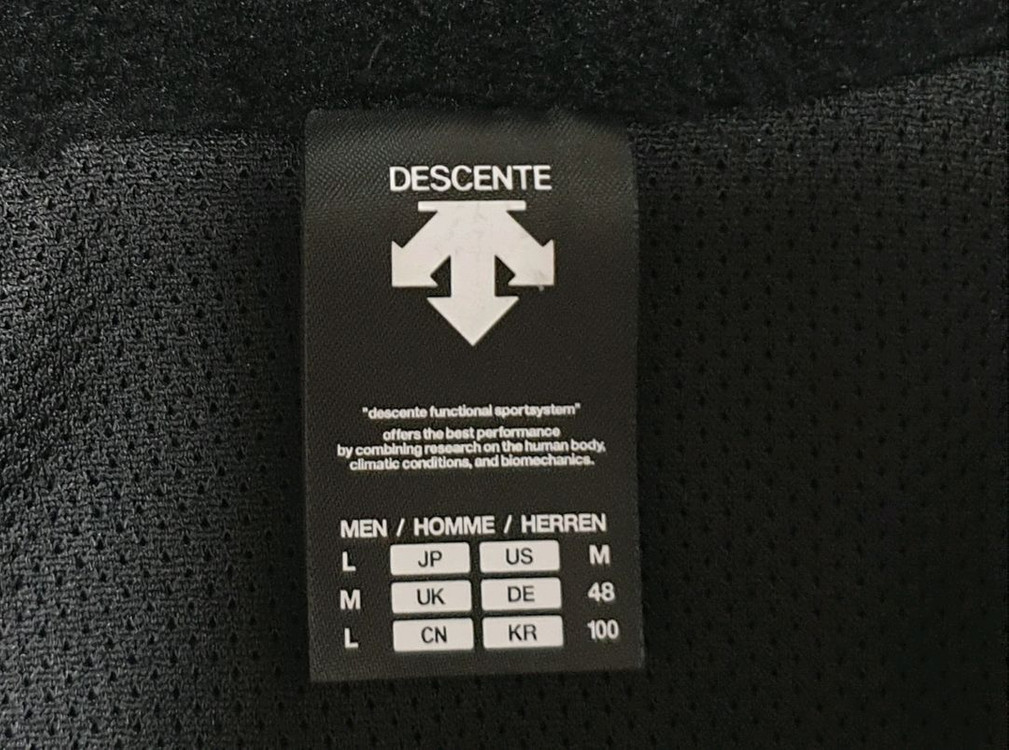 DESCENTE
"descente functional sportsystem"
offers the best performance
by combining research on the human body,
climatic conditions, and biomechanics.
MEN / HOMME / HERREN
L JP US M
M UK DE 48
L CN KR 100